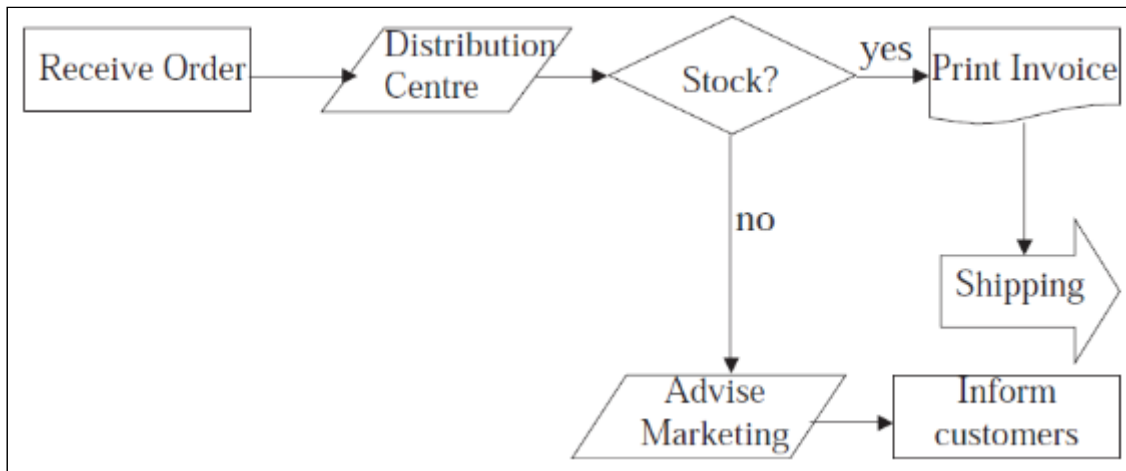 Receive Order
Distribution
Centre
Stock?
yes
Print Invoice
no
Shipping
Advise
Marketing
Inform
customers